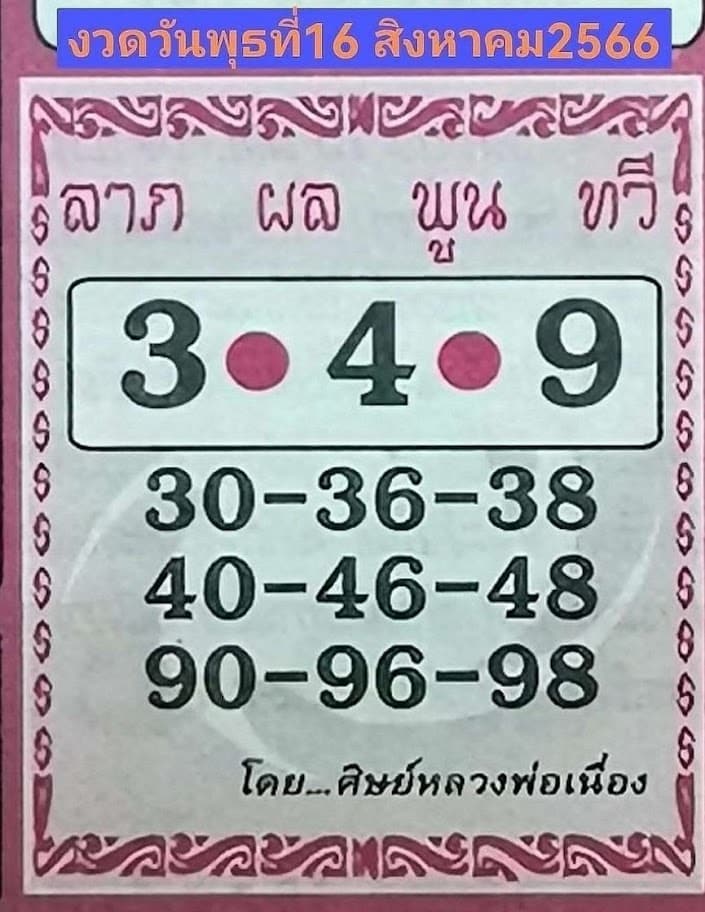 งวดวันพุธที่16 สิงหาคม2566
ลาภ ผล พูน ทวี
3 • 4 • 9
30-36-38
40-46-48
90-96-98
โดย...ศิษย์หลวงพ่อเนื่อง